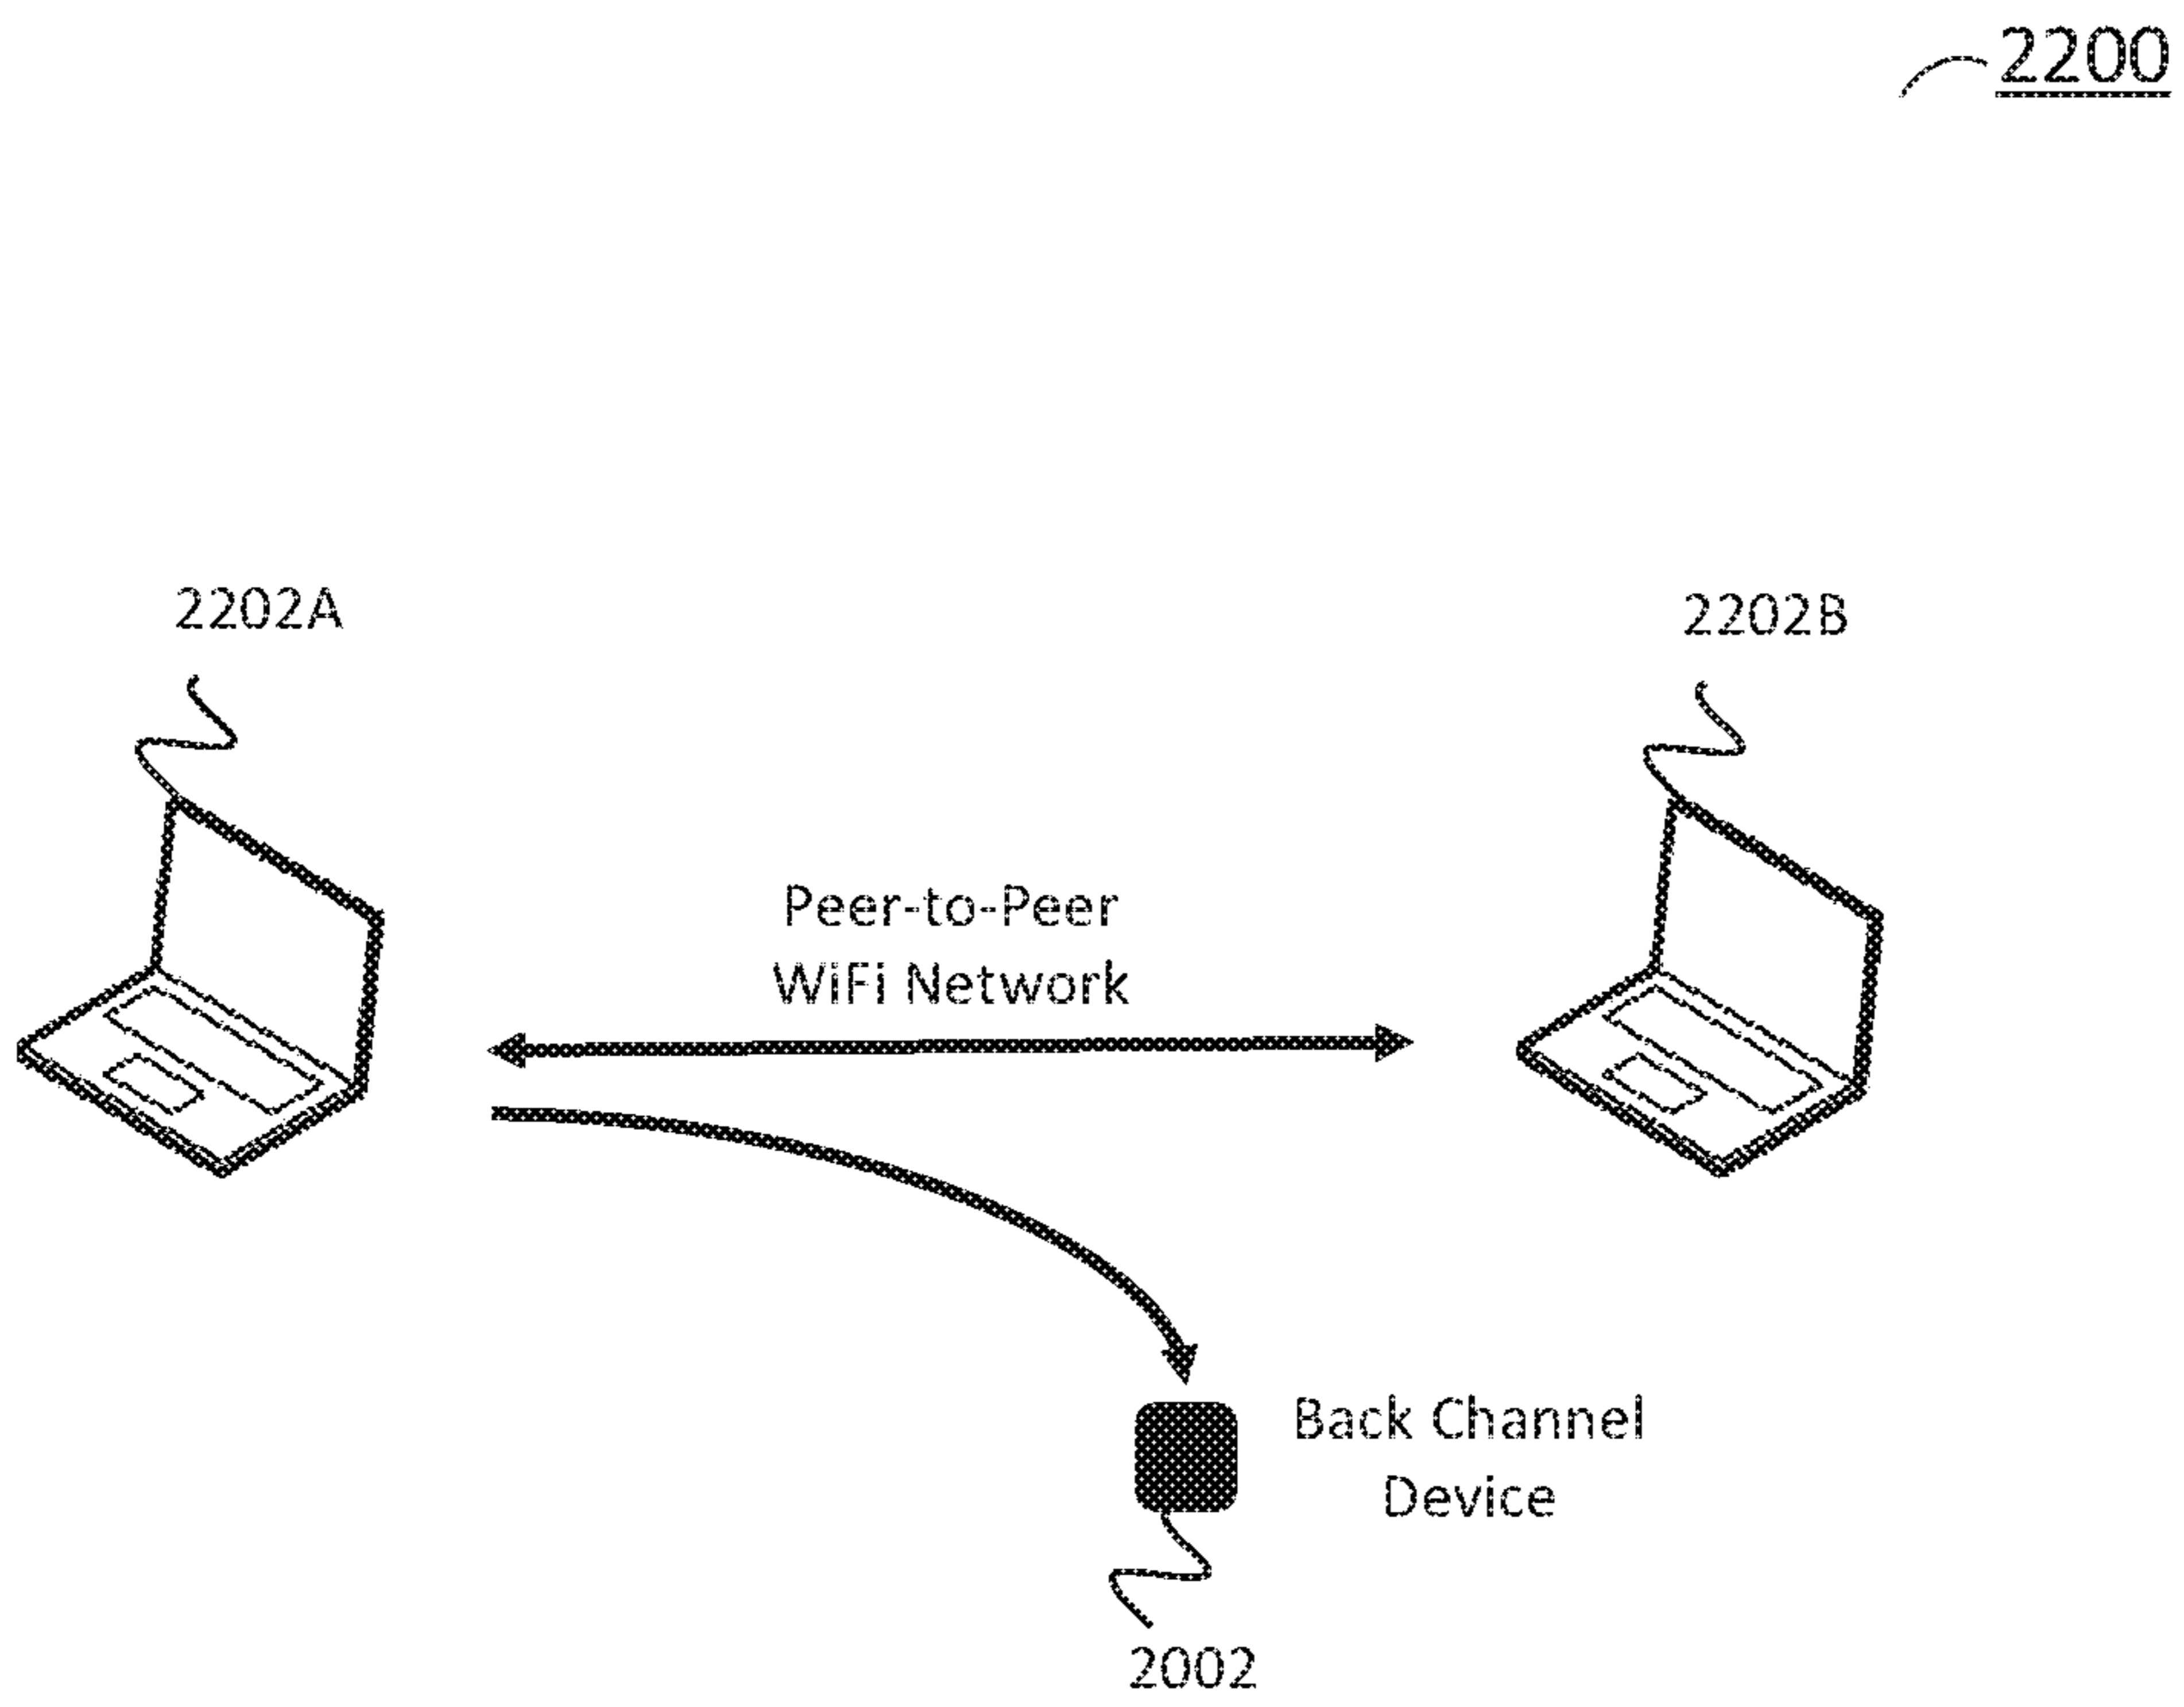 2200
2202A
2202B
Peer-to-Peer
WiFi Network
Back Channel
Device
2002